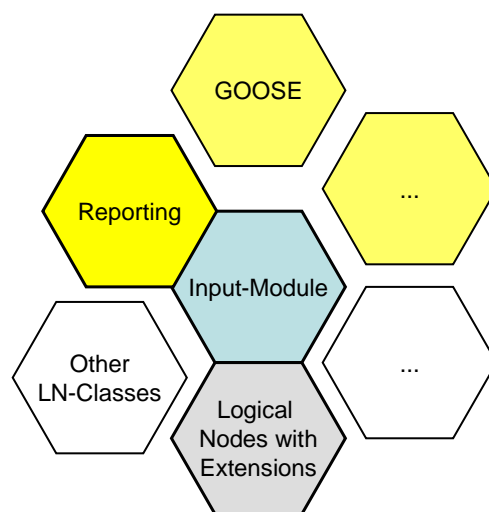 GOOSE
...
Reporting
Input-Module
Other
LN-Classes
...
Logical
Nodes with
Extensions